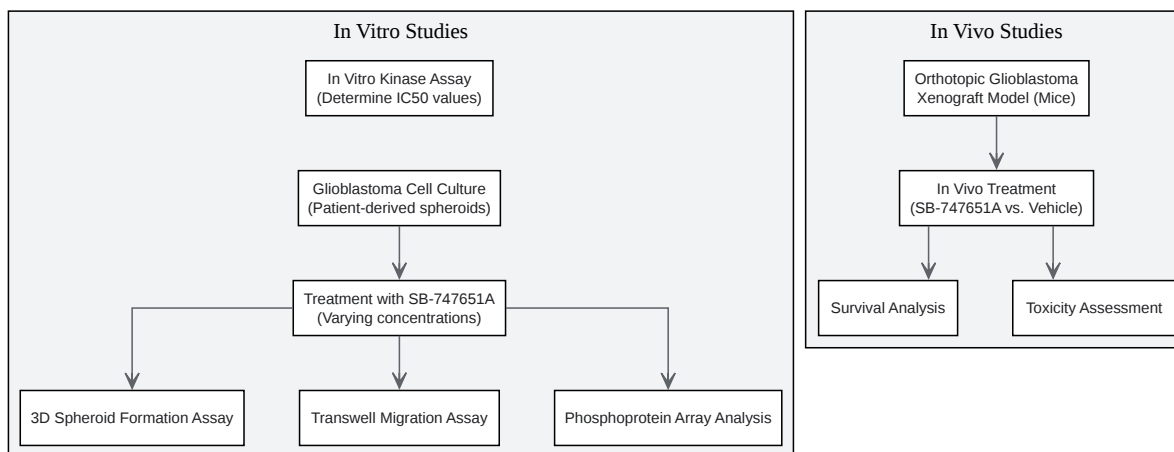 In Vitro Studies
In Vitro Kinase Assay
(Determine IC50 values)
Glioblastoma Cell Culture
(Patient-derived spheroids)
Treatment with SB-747651A
(Varying concentrations)
3D Spheroid Formation Assay
Transwell Migration Assay
Phosphoprotein Array Analysis
In Vivo Studies
Orthotopic Glioblastoma
Xenograft Model (Mice)
In Vivo Treatment
(SB-747651A vs. Vehicle)
Survival Analysis
Toxicity Assessment